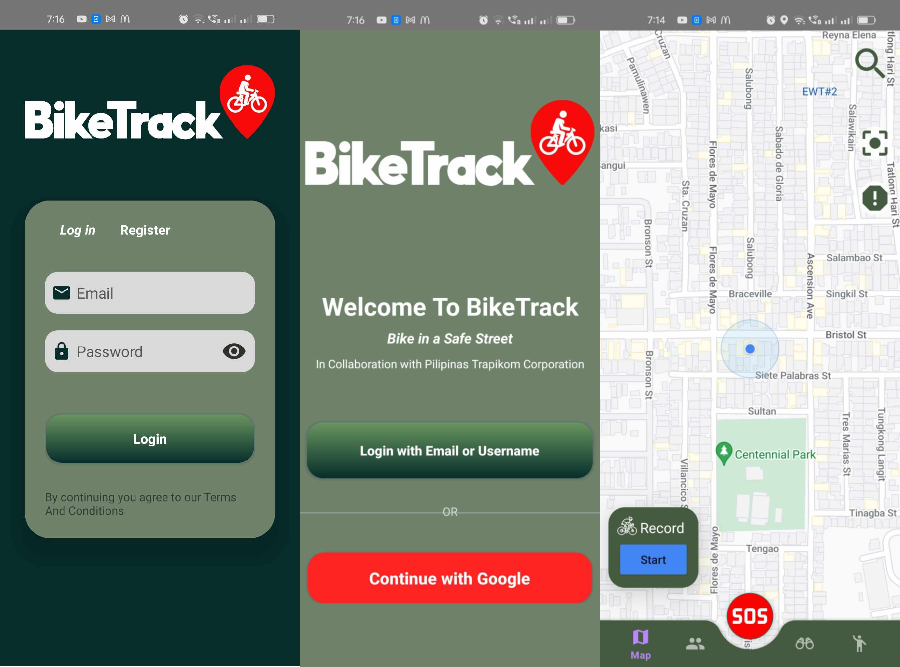 7:16
BikeTrack
Log in Register
Email
Password
Login
By continuing you agree to our Terms
And Conditions
7:16
BikeTrack
Welcome To BikeTrack
Bike in a Safe Street
In Collaboration with Pilipinas Trapikom Corporation
Login with Email or Username
OR
Continue with Google
7:14
Reyna Elena
Cruzan
Pamulinawen
Salubong
EWT#2
Tatlong Hari St
Salawikain
kasi
Sabado de Gloria
Flores de Mayo
angui
Tatlong Hari St
Sta. Cruzan
Bronson St
Salubong
Flores de Mayo
Ascension Ave
Salambao St
Braceville
Singkil St
Bristol St
Bronson St
Siete Palabras St
Sultan
Tres Marias St
Tungkong Langit
Centennial Park
Villancico
Tinagba St
Record
Start
Tengao
Flores de Mayo
SOS
Map